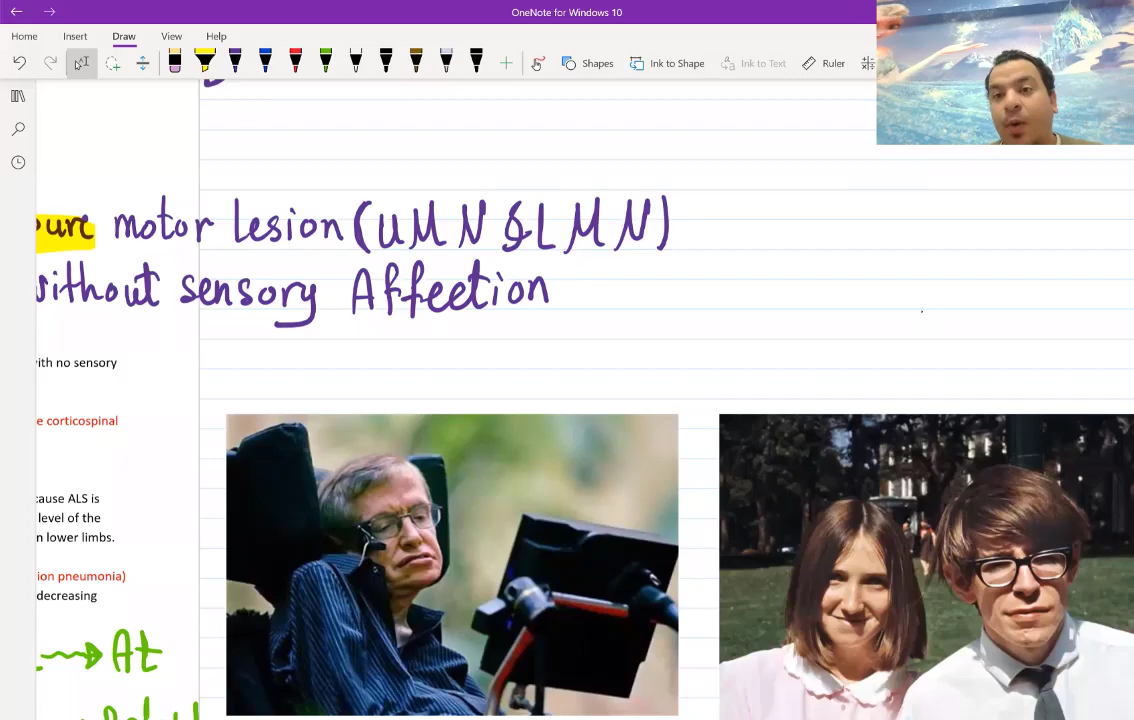 OneNote for Windows 10
Home Insert Draw View Help
Shapes Ink to Shape Ink to Text Ruler
pure motor lesion (UMN & LMN)
without sensory Affection
with no sensory
e corticospinal
cause ALS is
level of the
n lower limbs.
ion pneumonia)
decreasing
At